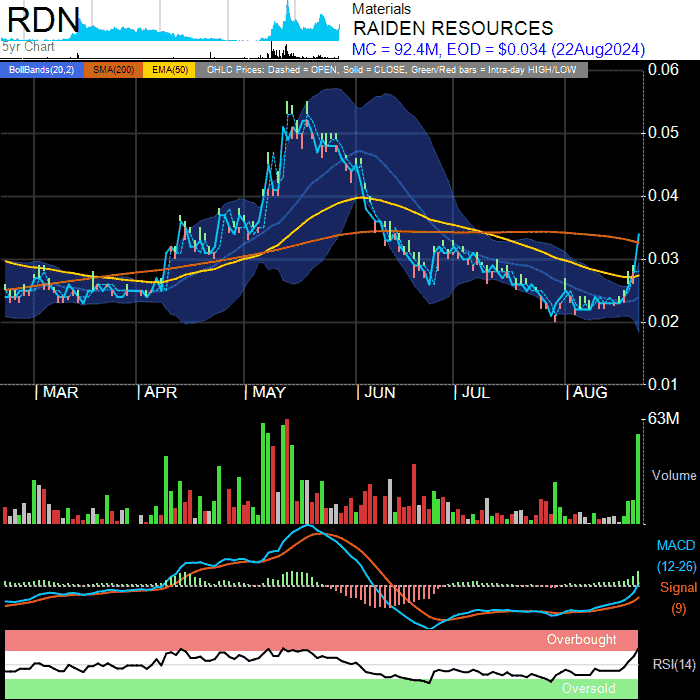 RDN
5yr Chart
Materials
RAIDEN RESOURCES
MC = 92.4M, EOD = $0.034 (22Aug2024)
BollBands(20,2) SMA(200) EMA(50) OHLC Prices: Dashed = OPEN, Solid = CLOSE, Green/Red bars = Intra-day HIGH/LOW
0.06
0.05
0.04
0.03
0.02
0.01
MAR APR MAY JUN JUL AUG
63M
Volume
MACD
(12-26)
Signal
(9)
Overbought
RSI(14)
Oversold